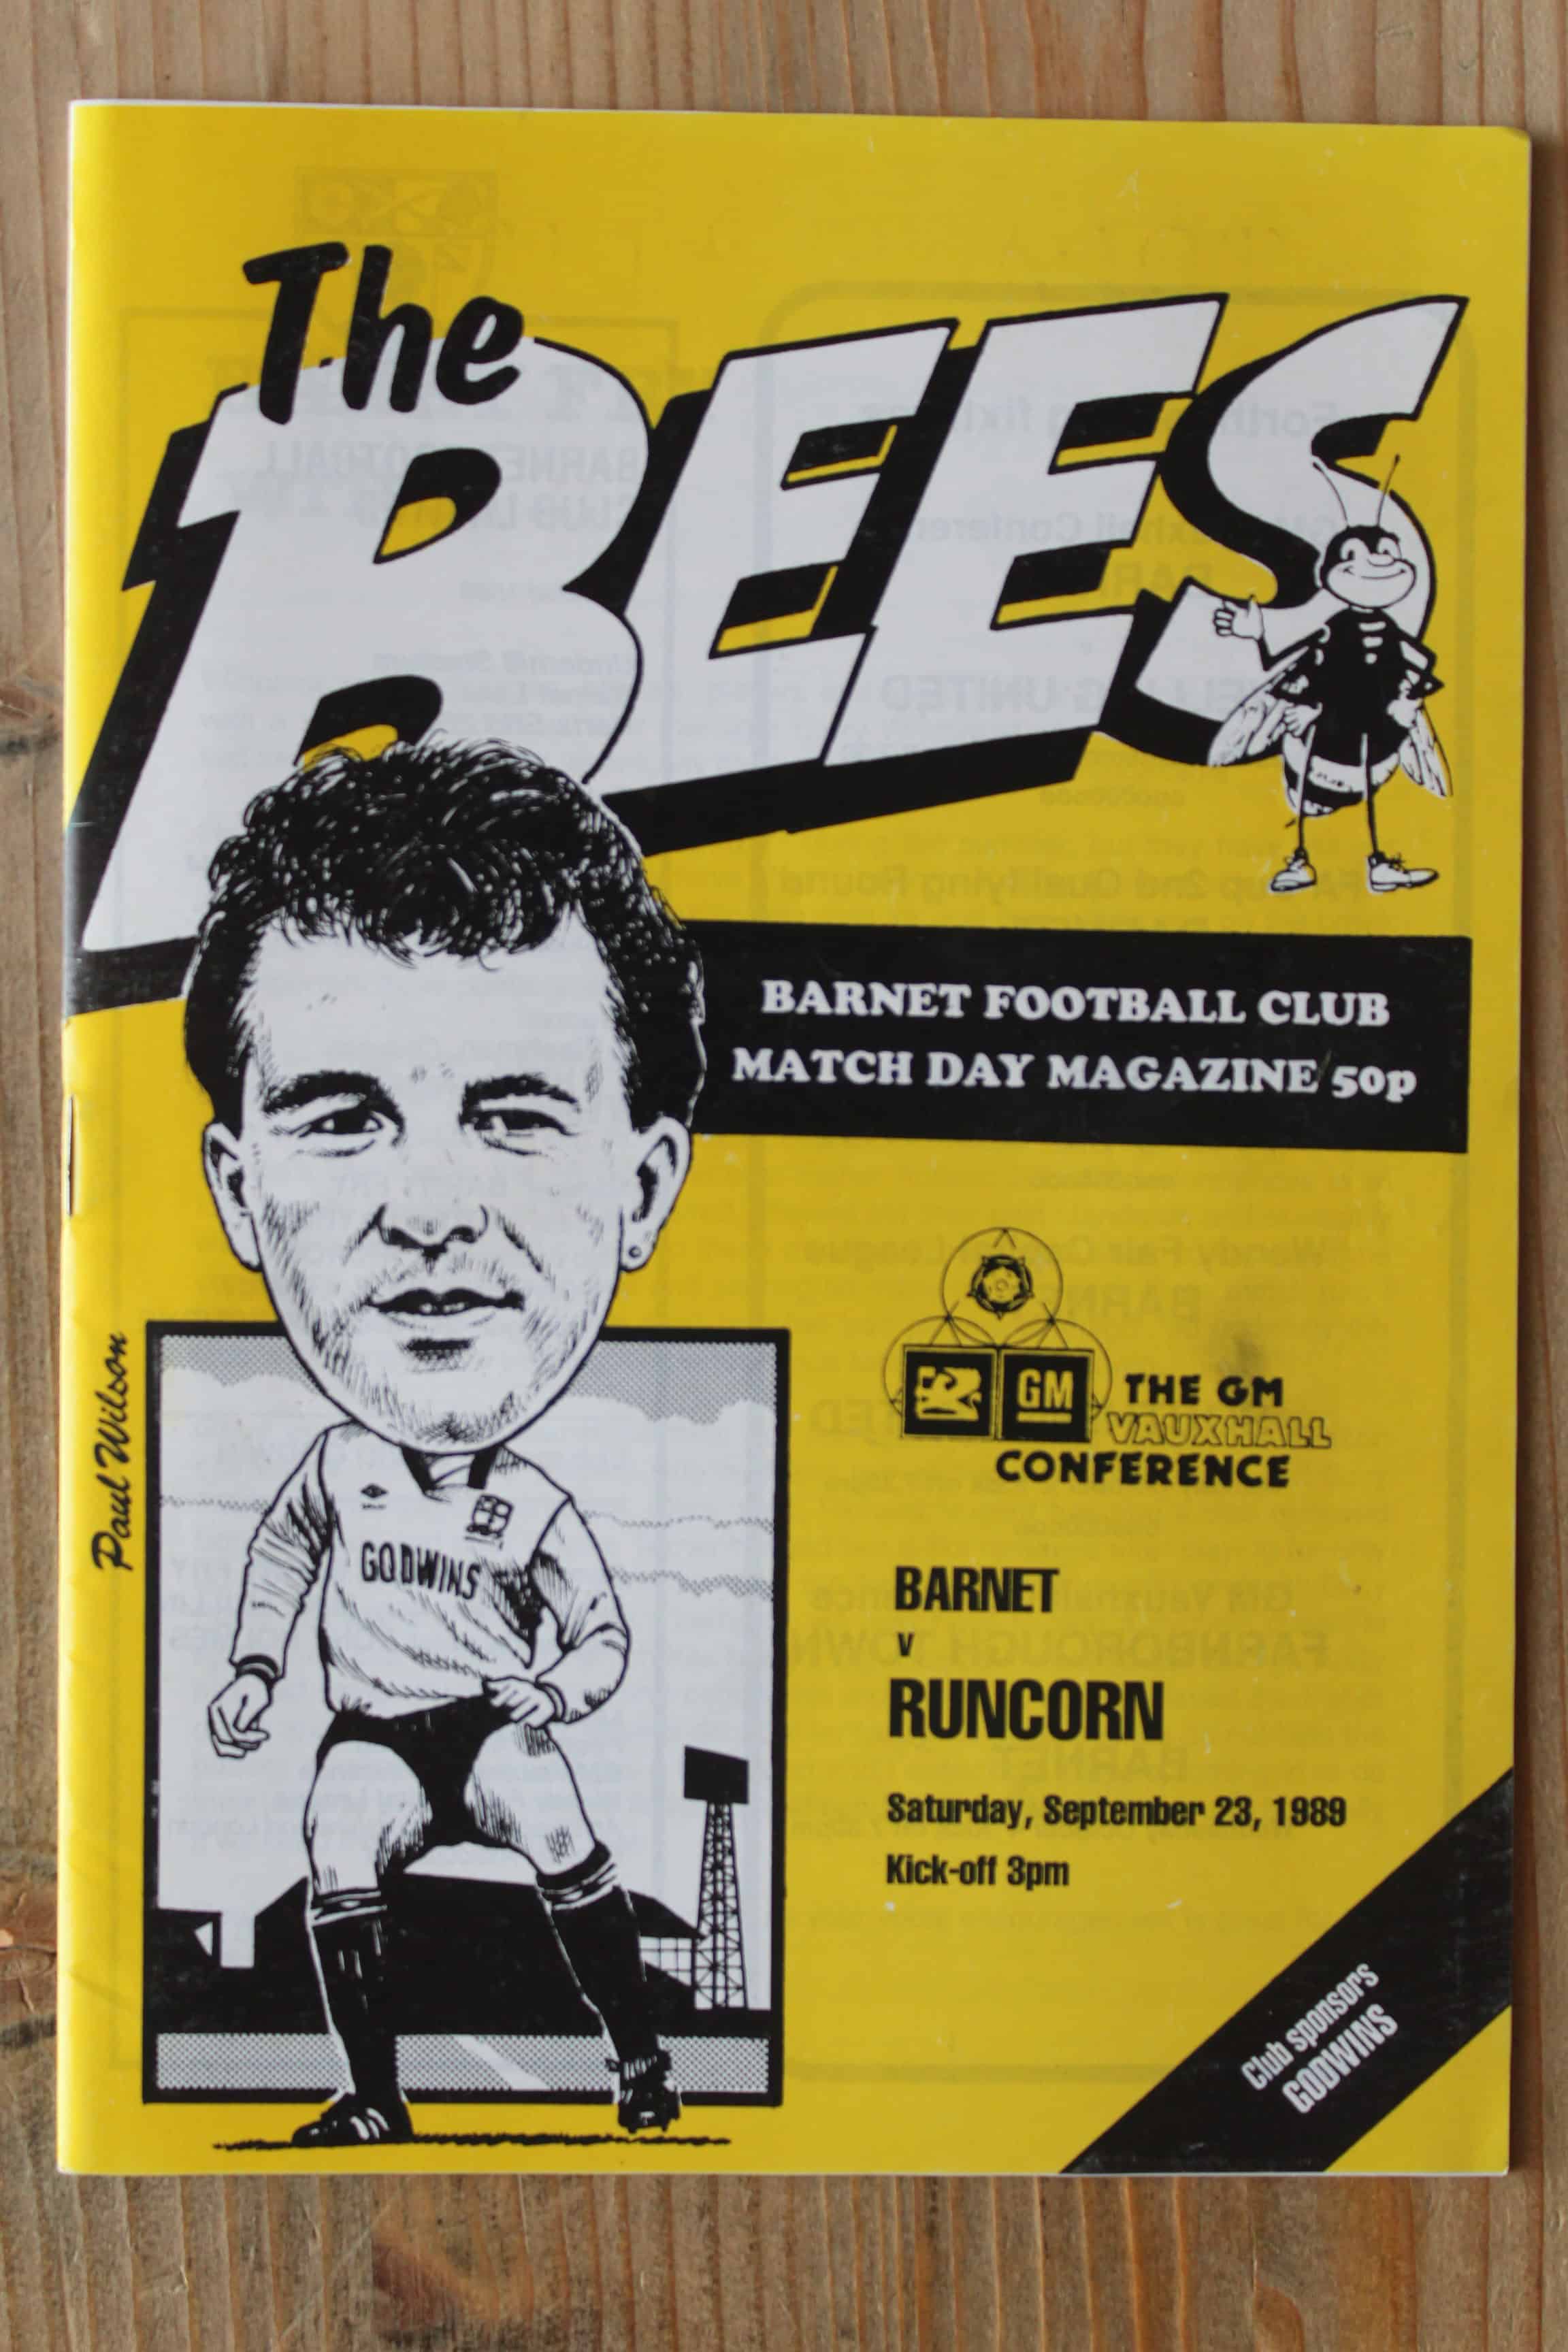 The
BEES
BARNET FOOTBALL CLUB
MATCH DAY MAGAZINE 50p
Paul Wilson
GODWINS
GM
THE GM
VAUXHALL
CONFERENCE
BARNET
v
RUNCORN
Saturday, September 23, 1989
Kick-off 3pm
Club sponsors
GODWINS